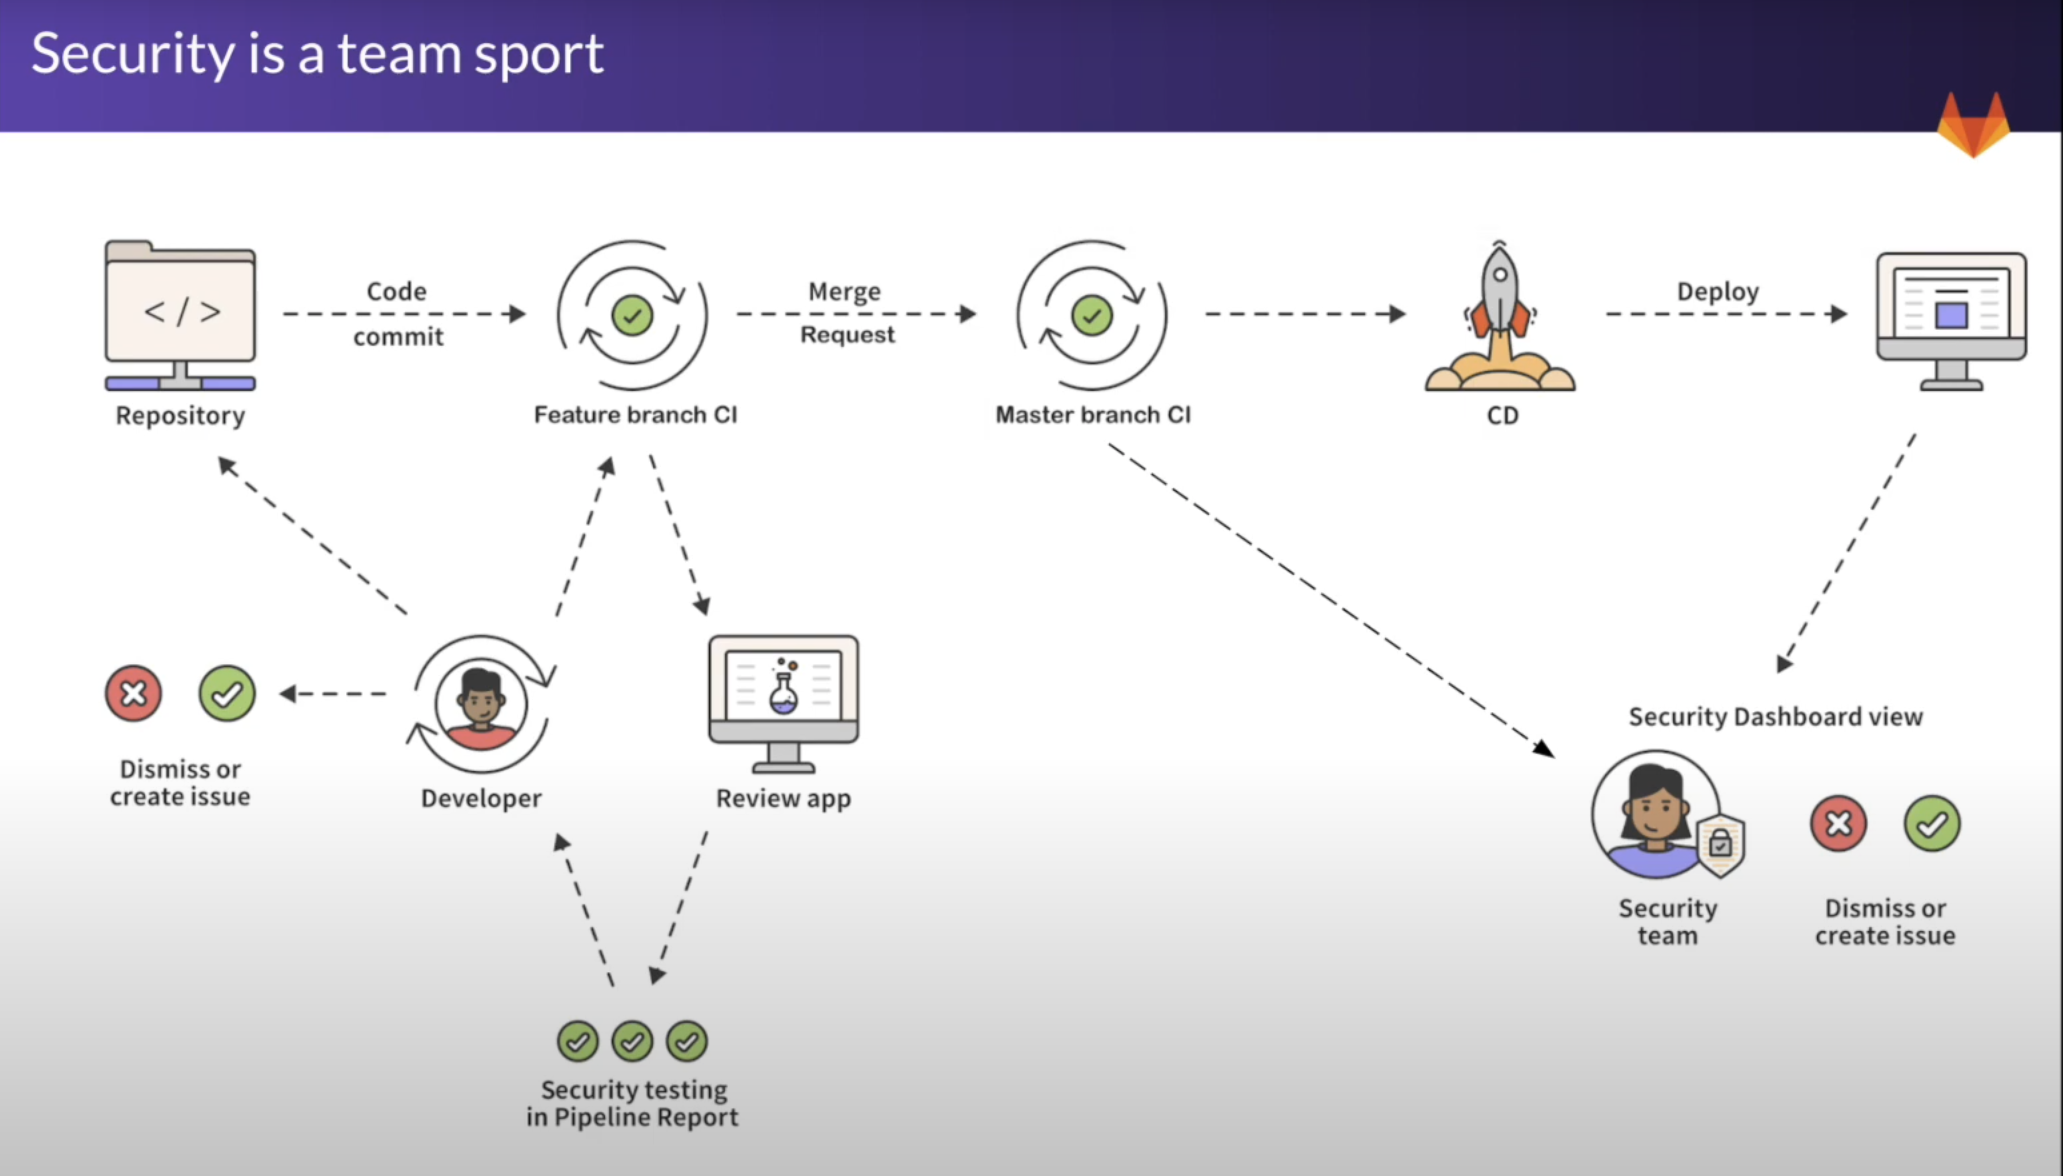 Security is a team sport
</ >
Code
commit
Merge
Request
Deploy
Repository
Feature branch CI
Master branch CI
CD
Dismiss or
create issue
Developer
Review app
Security Dashboard view
Security
team
Dismiss or
create issue
Security testing
in Pipeline Report